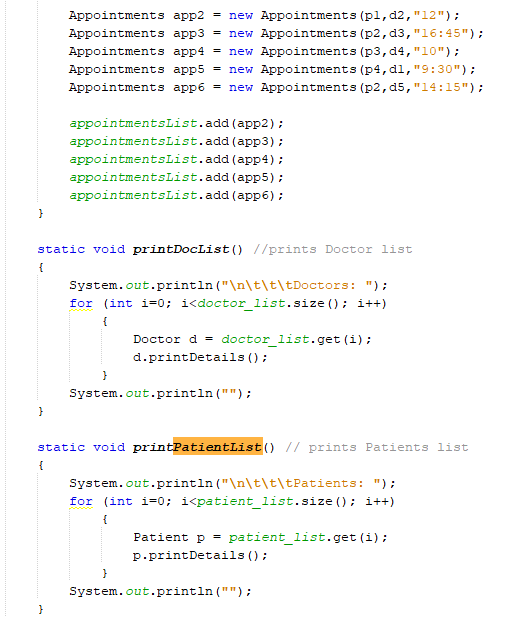 Appointments app2 = new Appointments(p1,d2,"12");
Appointments app3 = new Appointments(p2,d3,"16:45");
Appointments app4 = new Appointments(p3,d4,"10");
Appointments app5 = new Appointments(p4,d1,"9:30");
Appointments app6 = new Appointments(p2,d5,"14:15");
appointmentsList.add(app2);
appointmentsList.add(app3);
appointmentsList.add(app4);
appointmentsList.add(app5);
appointmentsList.add(app6);
}
static void printDocList() //prints Doctor list
{
System.out.println("\n\t\t\tDoctors: ");
for (int i=0; i<doctor_list.size(); i++)
{
Doctor d = doctor_list.get(i);
d.printDetails();
}
System.out.println("");
}
static void printPatientList() // prints Patients list
{
System.out.println("\n\t\t\tPatients: ");
for (int i=0; i<patient_list.size(); i++)
{
Patient p = patient_list.get(i);
p.printDetails();
}
System.out.println("");
}